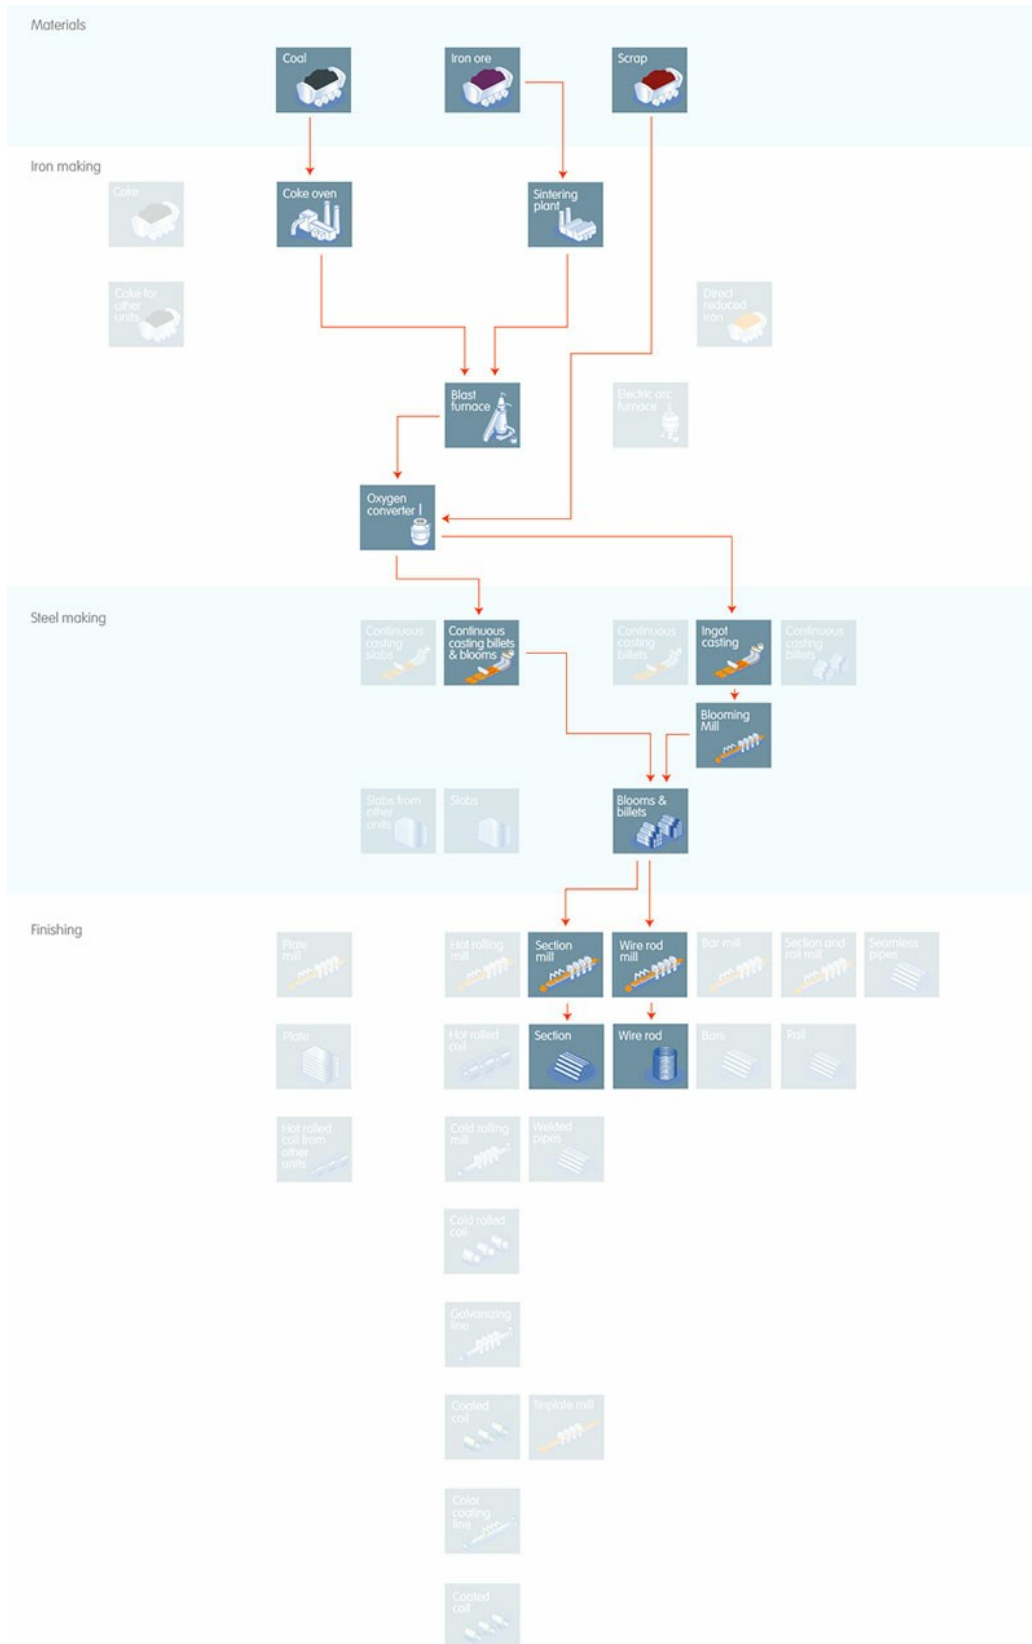 Materials
Coal
Iron ore
Scrap
Iron making
Coke
Coke oven
Sintering
plant
Coke for
other
units
Direct
reduced
iron
Blast
furnace
Electric arc
furnace
Oxygen
converter
Steel making
Continuous
casting
slabs
Continuous
casting billets
& blooms
Continuous
casting
billets
Ingot
casting
Continuous
casting
billets
Blooming
Mill
Slabs from
other
units
Slabs
Blooms &
billets
Finishing
Plate
mill
Hot rolling
mill
Section
mill
Wire rod
mill
Bar mill
Section and
rail mill
Seamless
pipes
Plate
Hot rolled
coil
Section
Wire rod
Bars
Rail
Hot rolled
coil from
other
units
Cold rolling
mill
Welded
pipes
Cold rolled
coil
Galvanizing
line
Coated
coil
Tinplate mill
Color
coating
line
Coated
coil